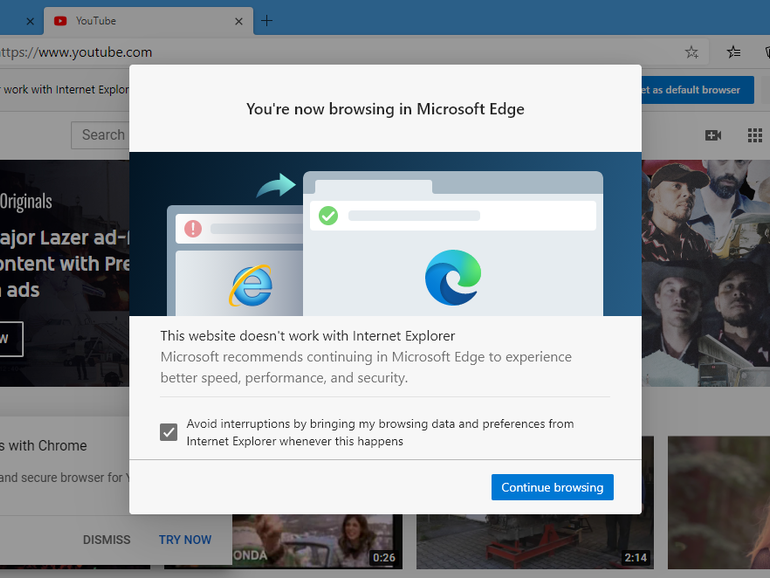 YouTube
ttps://www.youtube.com
work with Internet Explor
et as default browser
You're now browsing in Microsoft Edge
Search
Originals
ajor Lazer ad-f
ontent with Pre
ads
W
This website doesn't work with Internet Explorer
Microsoft recommends continuing in Microsoft Edge to experience
better speed, performance, and security.
Avoid interruptions by bringing my browsing data and preferences from
Internet Explorer whenever this happens
Continue browsing
s with Chrome
and secure browser for Y
DISMISS TRY NOW
ONDA
0:26
2:14